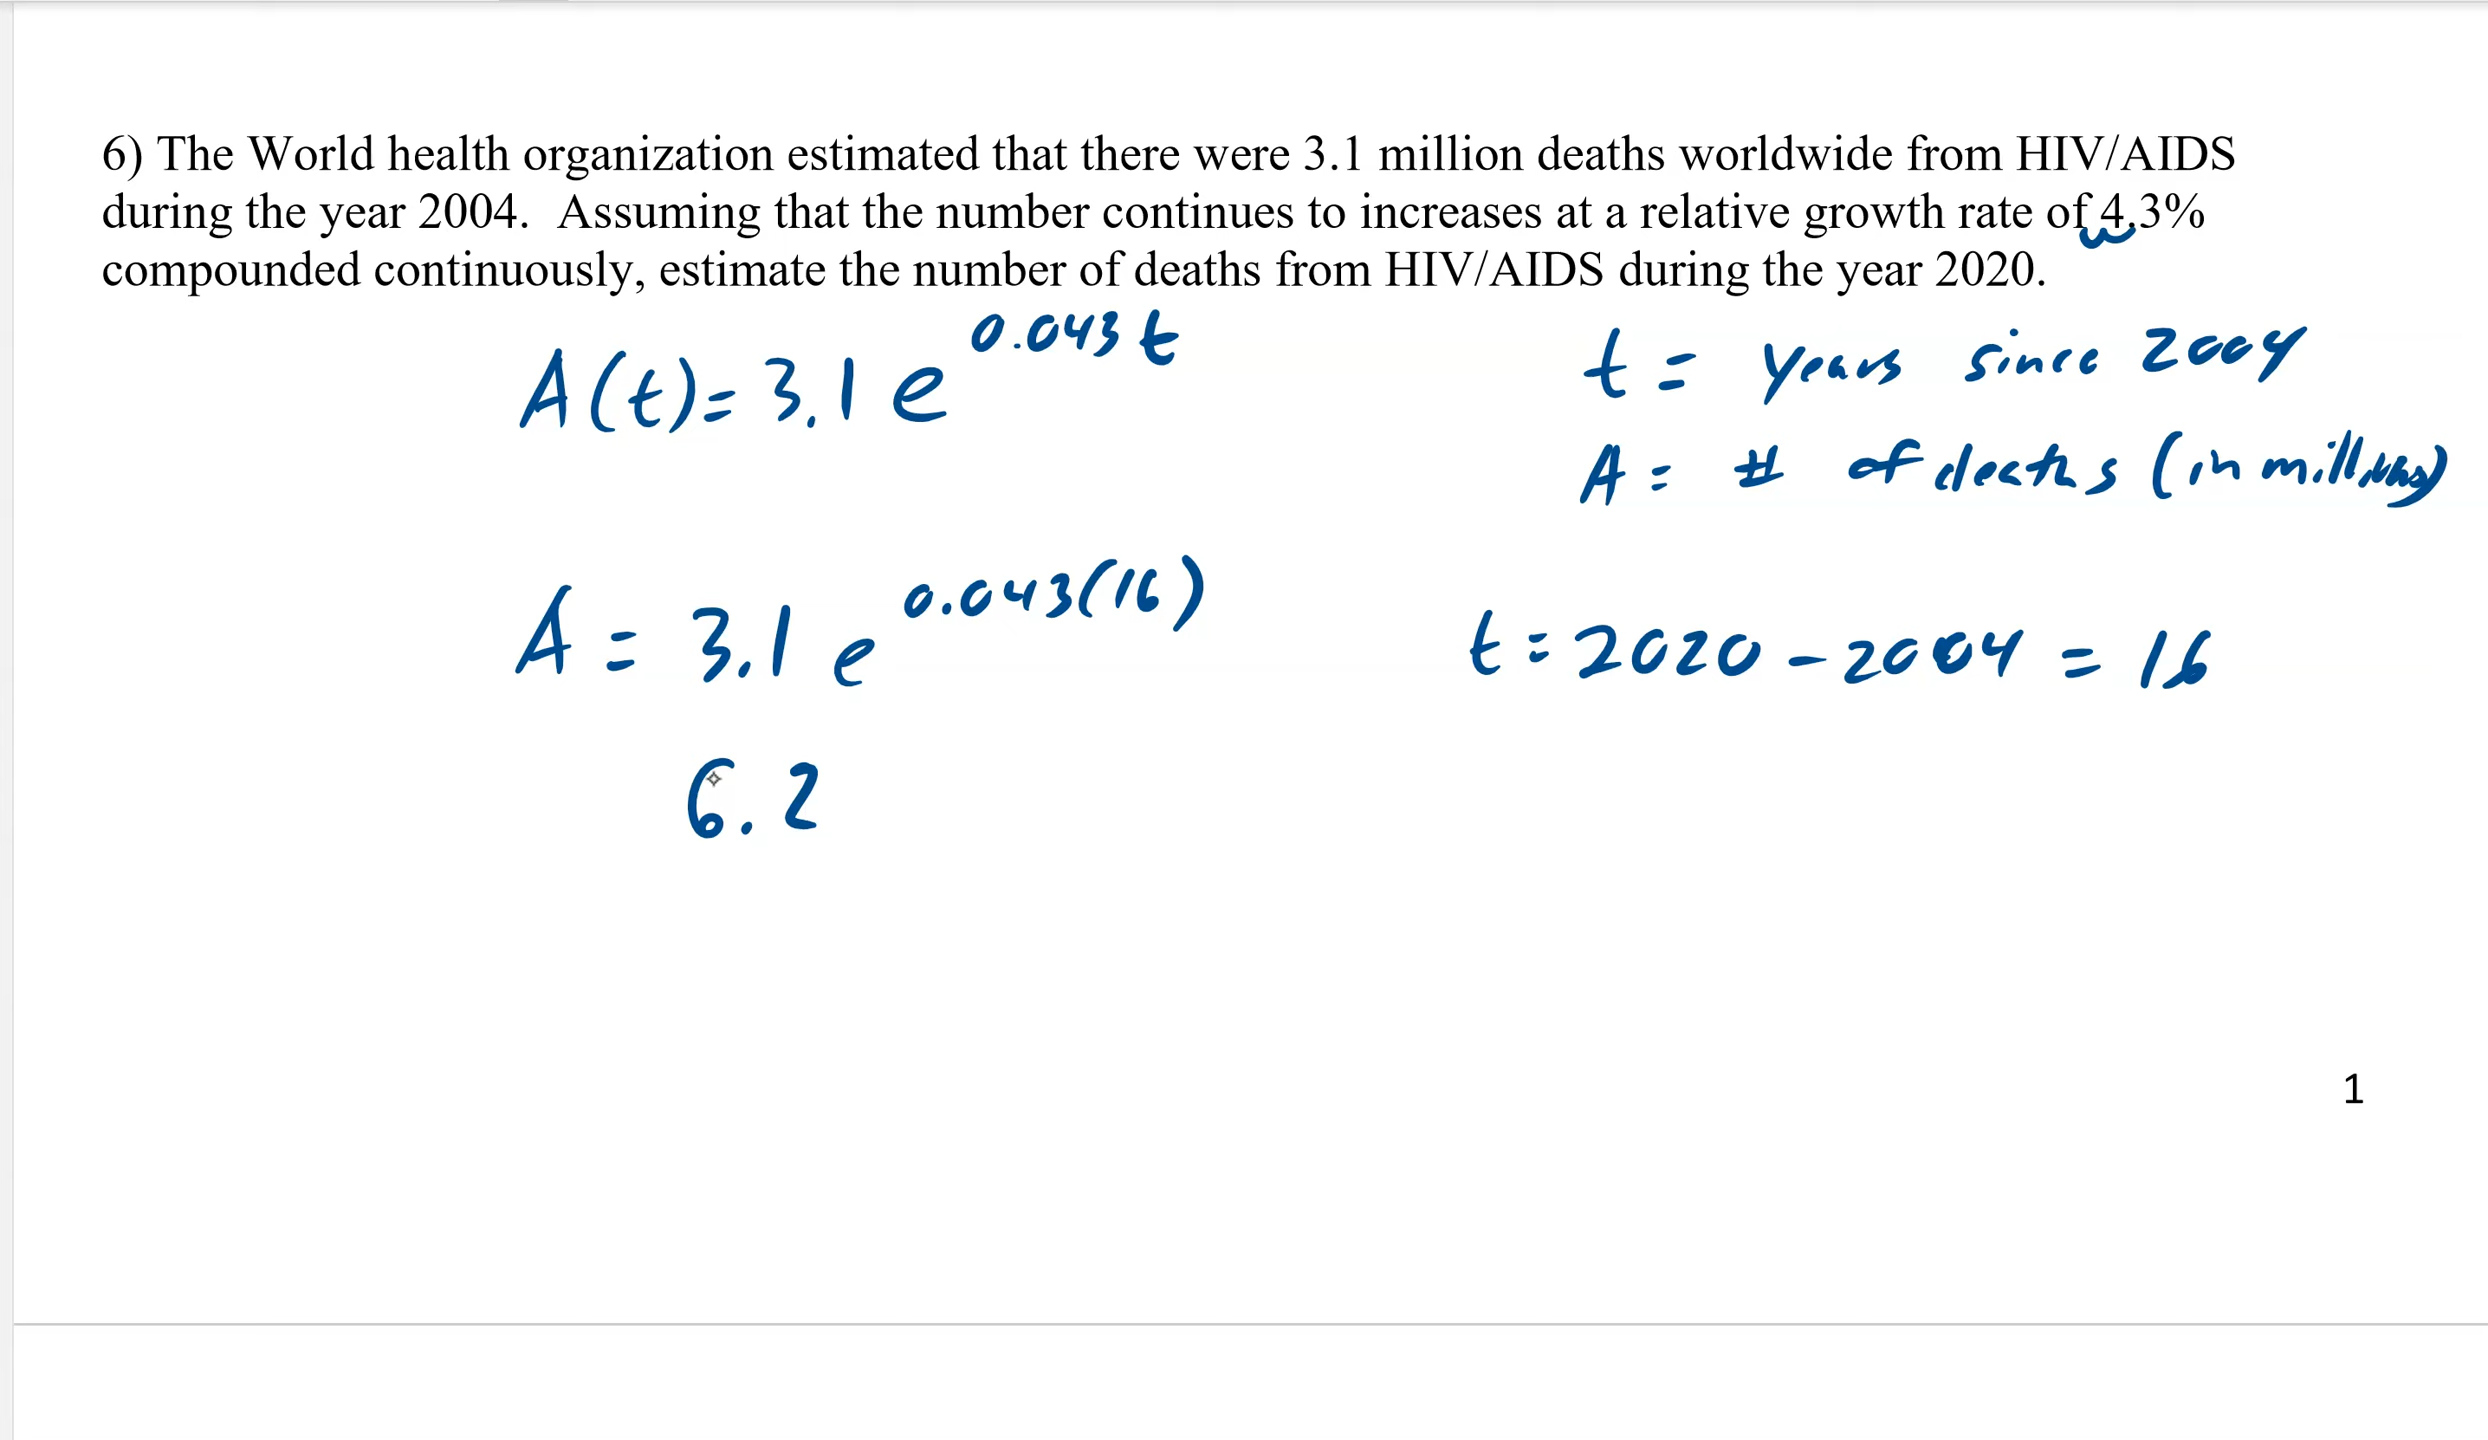 6) The World health organization estimated that there were 3.1 million deaths worldwide from HIV/AIDS
during the year 2004.  Assuming that the number continues to increases at a relative growth rate of 4.3%
compounded continuously, estimate the number of deaths from HIV/AIDS during the year 2020.
A(t)= 3.1 e^0.043t
t = years since 2004
A = # of deaths (in millions)
A = 3.1 e^0.043(16)
t = 2020 - 2004 = 16
6.2
1